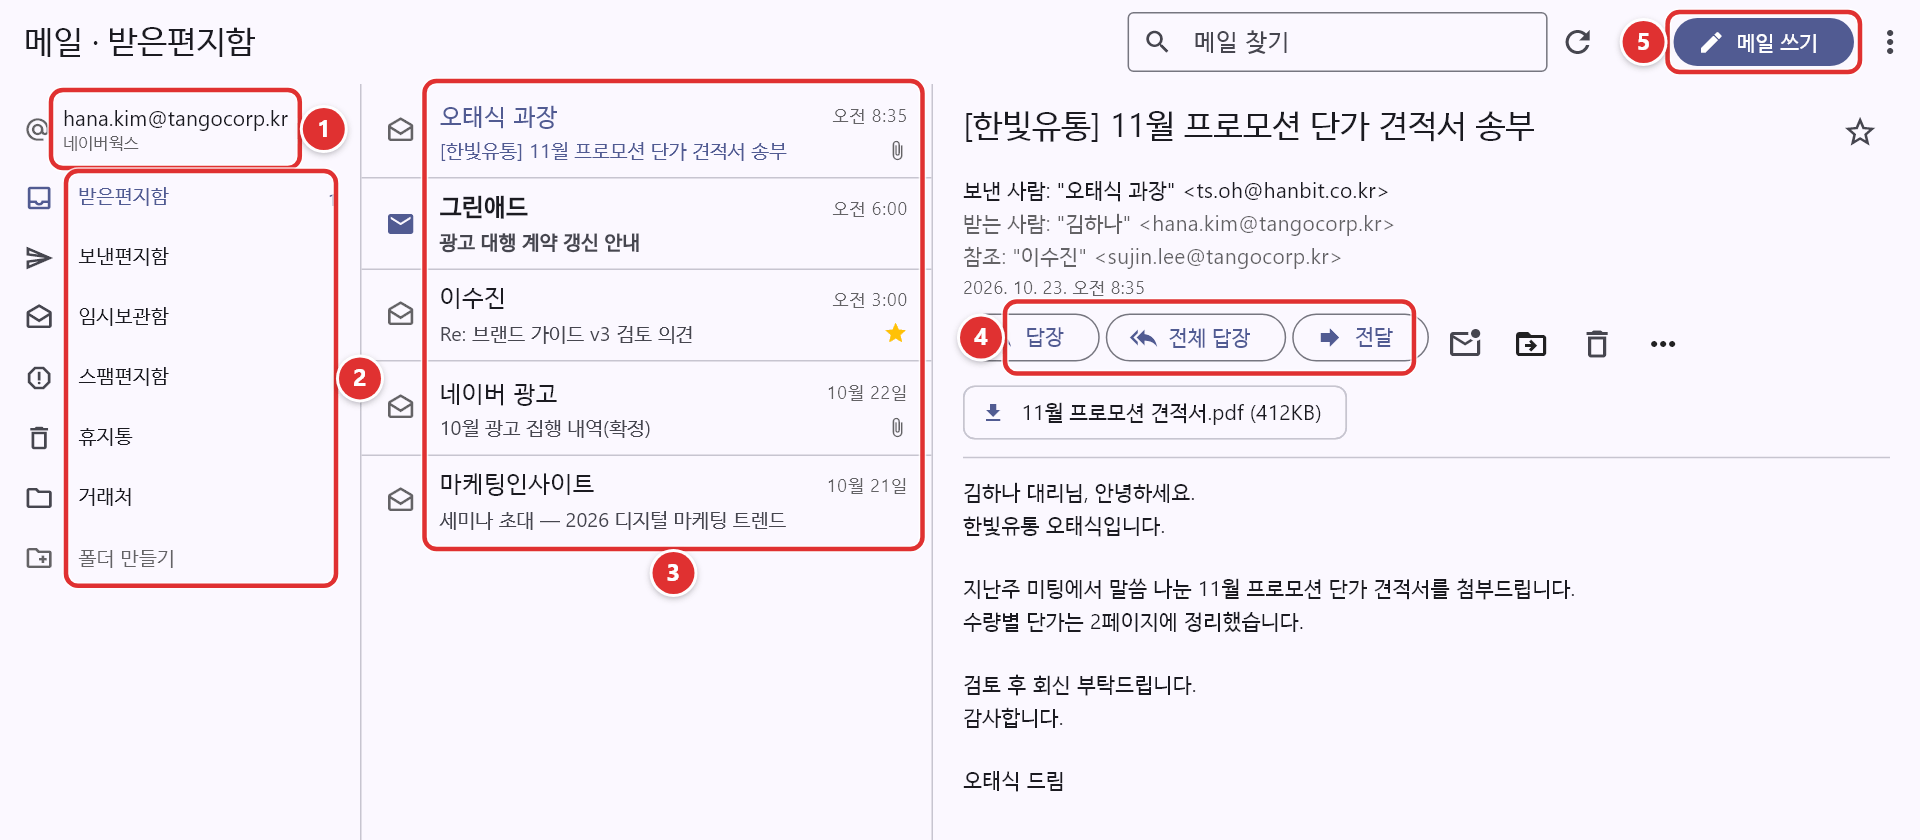 메일 · 받은편지함
메일 찾기
5
메일 쓰기
hana.kim@tangocorp.kr
네이버웍스
1
받은편지함
보낸편지함
임시보관함
스팸편지함
휴지통
거래처
폴더 만들기
2
오태식 과장
오전 8:35
[한빛유통] 11월 프로모션 단가 견적서 송부
그린애드
오전 6:00
광고 대행 계약 갱신 안내
이수진
오전 3:00
Re: 브랜드 가이드 v3 검토 의견
네이버 광고
10월 22일
10월 광고 집행 내역(확정)
마케팅인사이트
10월 21일
세미나 초대 — 2026 디지털 마케팅 트렌드
3
[한빛유통] 11월 프로모션 단가 견적서 송부
보낸 사람: "오태식 과장" <ts.oh@hanbit.co.kr>
받는 사람: "김하나" <hana.kim@tangocorp.kr>
참조: "이수진" <sujin.lee@tangocorp.kr>
2026. 10. 23. 오전 8:35
4
답장
전체 답장
전달
11월 프로모션 견적서.pdf (412KB)
김하나 대리님, 안녕하세요.
한빛유통 오태식입니다.
지난주 미팅에서 말씀 나눈 11월 프로모션 단가 견적서를 첨부드립니다.
수량별 단가는 2페이지에 정리했습니다.
검토 후 회신 부탁드립니다.
감사합니다.
오태식 드림